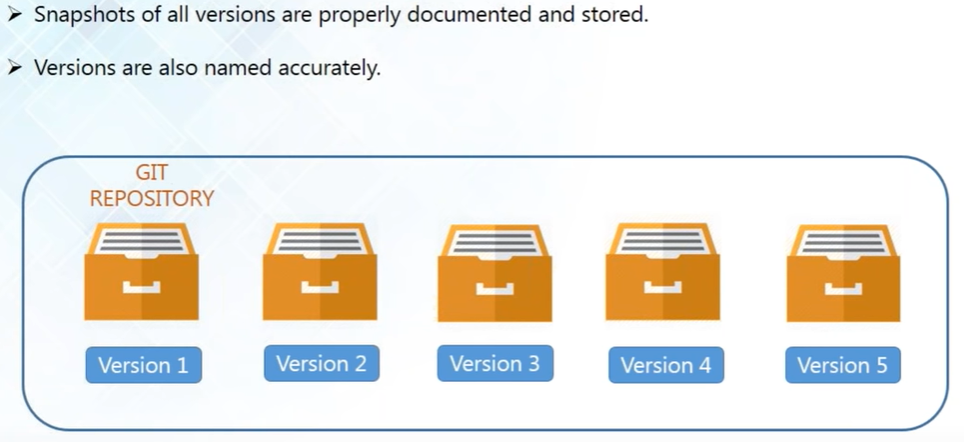 ➤ Snapshots of all versions are properly documented and stored.
➤ Versions are also named accurately.
GIT
REPOSITORY
Version 1
Version 2
Version 3
Version 4
Version 5